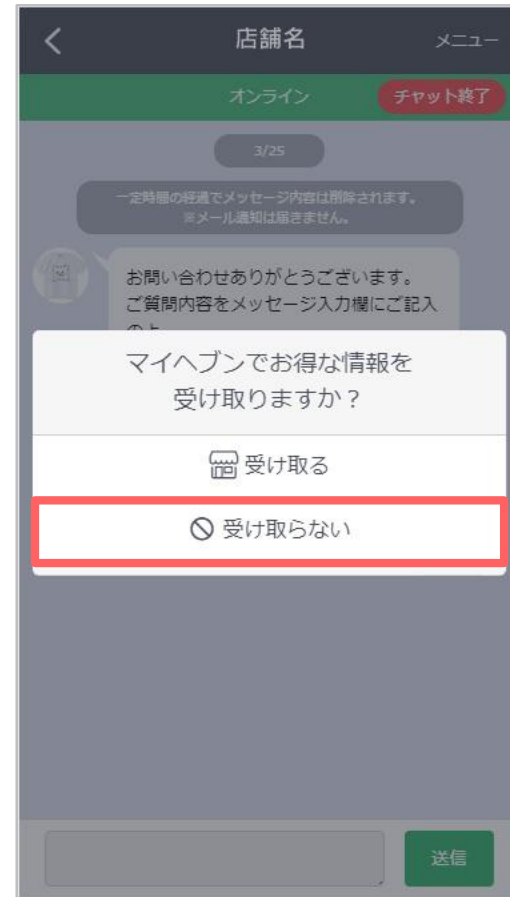 店舗名
メニュー
オンライン
チャット終了
3/25
一定時間の経過でメッセージ内容は削除されます。
※メール通知は届きません。
お問い合わせありがとうございます。
ご質問内容をメッセージ入力欄にご記入
のと
マイヘブンでお得な情報を
受け取りますか？
受け取る
受け取らない
送信